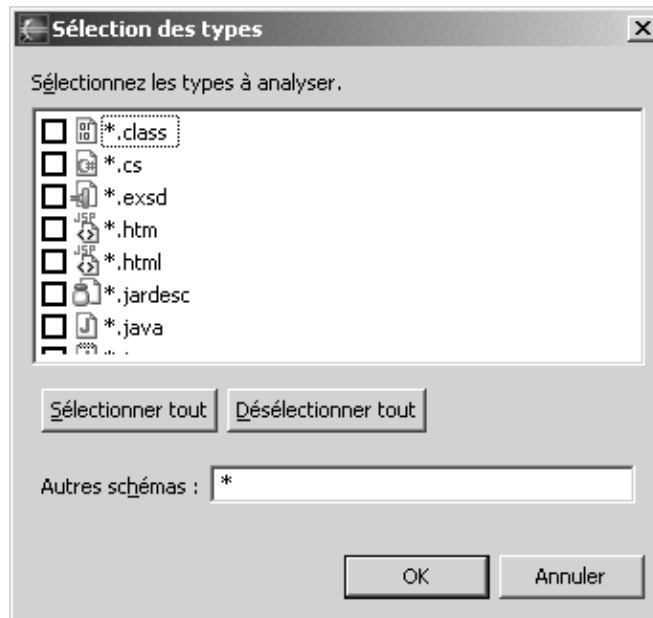 Sélection des types
Sélectionnez les types à analyser.
*.class
*.cs
*.exsd
*.htm
*.html
*.jardesc
*.java
Sélectionner tout
Désélectionner tout
Autres schémas : *
OK
Annuler